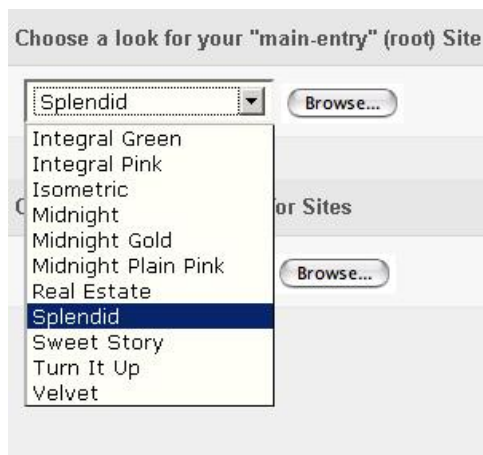 Choose a look for your "main-entry" (root) Site
Splendid Browse...
Integral Green
Integral Pink
Isometric
Midnight
Midnight Gold
Midnight Plain Pink
Real Estate
Splendid
Sweet Story
Turn It Up
Velvet
or Sites
Browse...